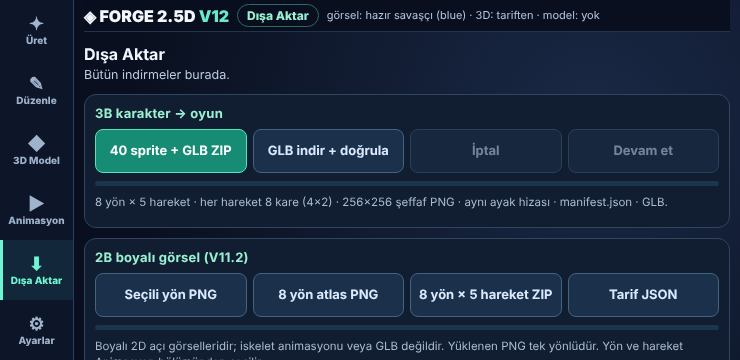 FORGE 2.5D V12
Dışa Aktar
görsel: hazır savaşçı (blue) · 3D: tariften · model: yok
Üret
Düzenle
3D Model
Animasyon
Dışa Aktar
Ayarlar
Dışa Aktar
Bütün indirmeler burada.
3B karakter → oyun
40 sprite + GLB ZIP
GLB indir + doğrula
İptal
Devam et
8 yön × 5 hareket · her hareket 8 kare (4×2) · 256×256 şeffaf PNG · aynı ayak hizası · manifest.json · GLB.
2B boyalı görsel (V11.2)
Seçili yön PNG
8 yön atlas PNG
8 yön × 5 hareket ZIP
Tarif JSON
Boyalı 2D açı görselleridir; iskelet animasyonu veya GLB değildir. Yüklenen PNG tek yönlüdür. Yön ve hareket